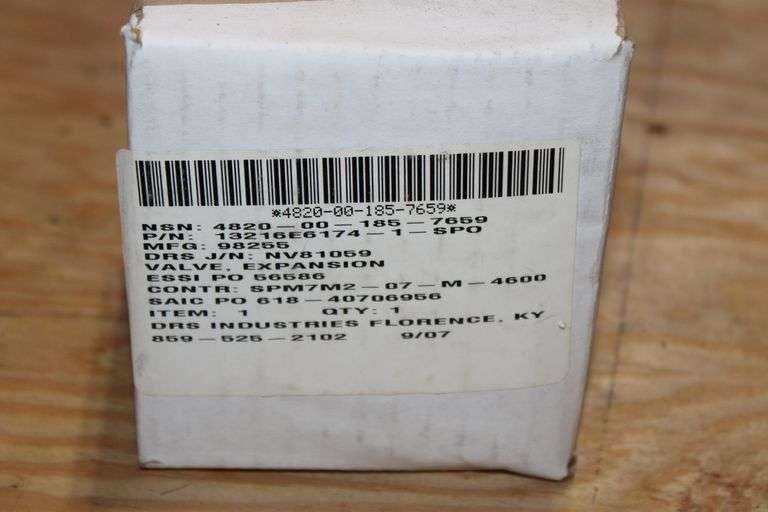 *4820-00-185-7659*
NSN: 4820-00-185-7659
P/N: 13216E6174-1-SPO
MFG: 98255
DRS J/N: NV81059
VALVE, EXPANSION
ESSI PO 56586
CONTR: SPM7M2-07-M-4600
SAIC PO 618-40706956
ITEM: 1 QTY: 1
DRS INDUSTRIES FLORENCE, KY
859-525-2102 9/07